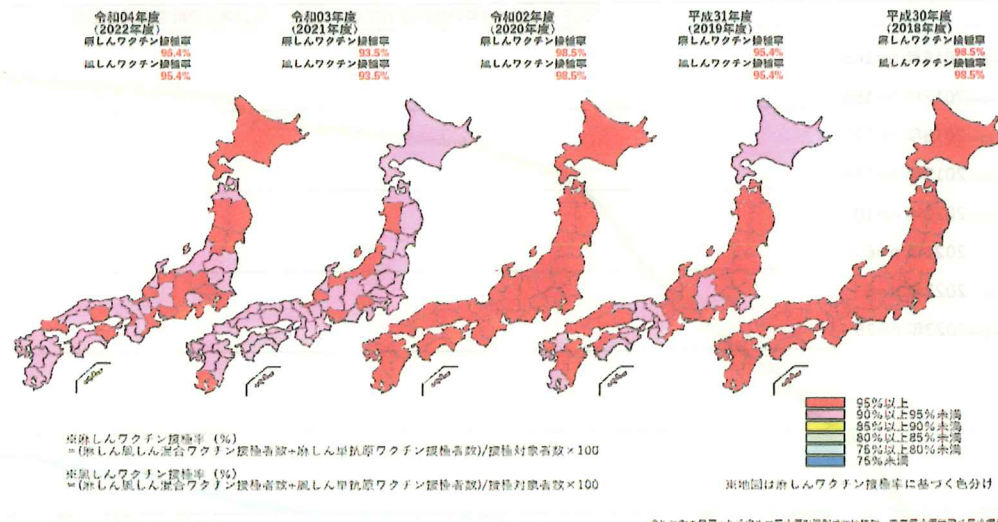 令和04年度
(2022年度)
麻しんワクチン接種率
95.4%
風しんワクチン接種率
95.4%
令和03年度
(2021年度)
麻しんワクチン接種率
93.5%
風しんワクチン接種率
93.5%
令和02年度
(2020年度)
麻しんワクチン接種率
98.5%
風しんワクチン接種率
98.5%
平成31年度
(2019年度)
麻しんワクチン接種率
95.4%
風しんワクチン接種率
95.4%
平成30年度
(2018年度)
麻しんワクチン接種率
98.5%
風しんワクチン接種率
98.5%
95%以上
90%以上95%未満
85%以上90%未満
80%以上85%未満
75%以上80%未満
75%未満
※麻しんワクチン接種率 (%)
=(麻しん風しん混合ワクチン接種者数+麻しん単抗原ワクチン接種者数)/接種対象者数×100
※風しんワクチン接種率 (%)
=(麻しん風しん混合ワクチン接種者数+風しん単抗原ワクチン接種者数)/接種対象者数×100
※地図は麻しんワクチン接種率に基づく色分け